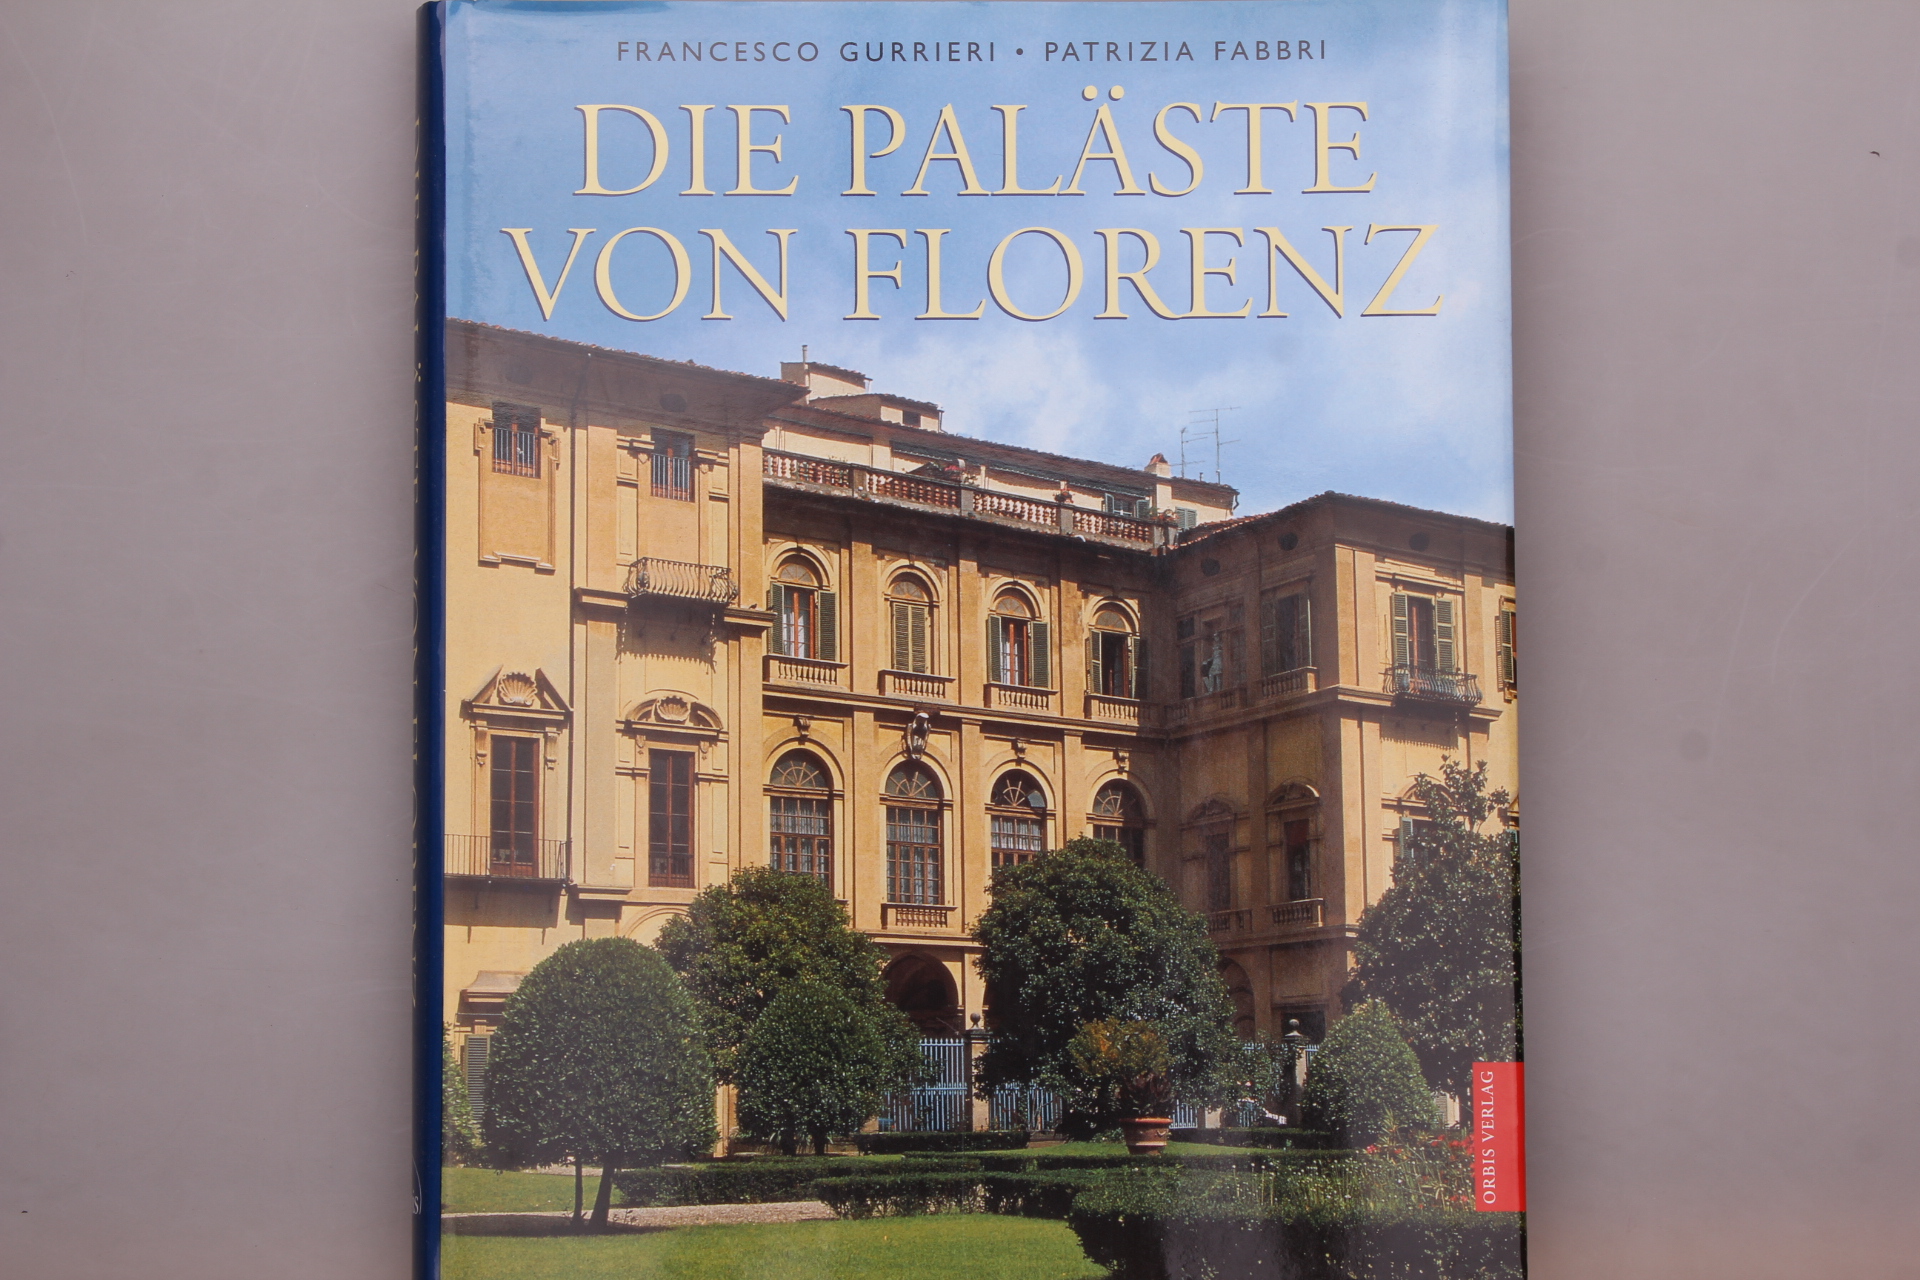 FRANCESCO GURRIERI • PATRIZIA FABBRI
DIE PALÄSTE
VON FLORENZ
ORBIS VERLAG